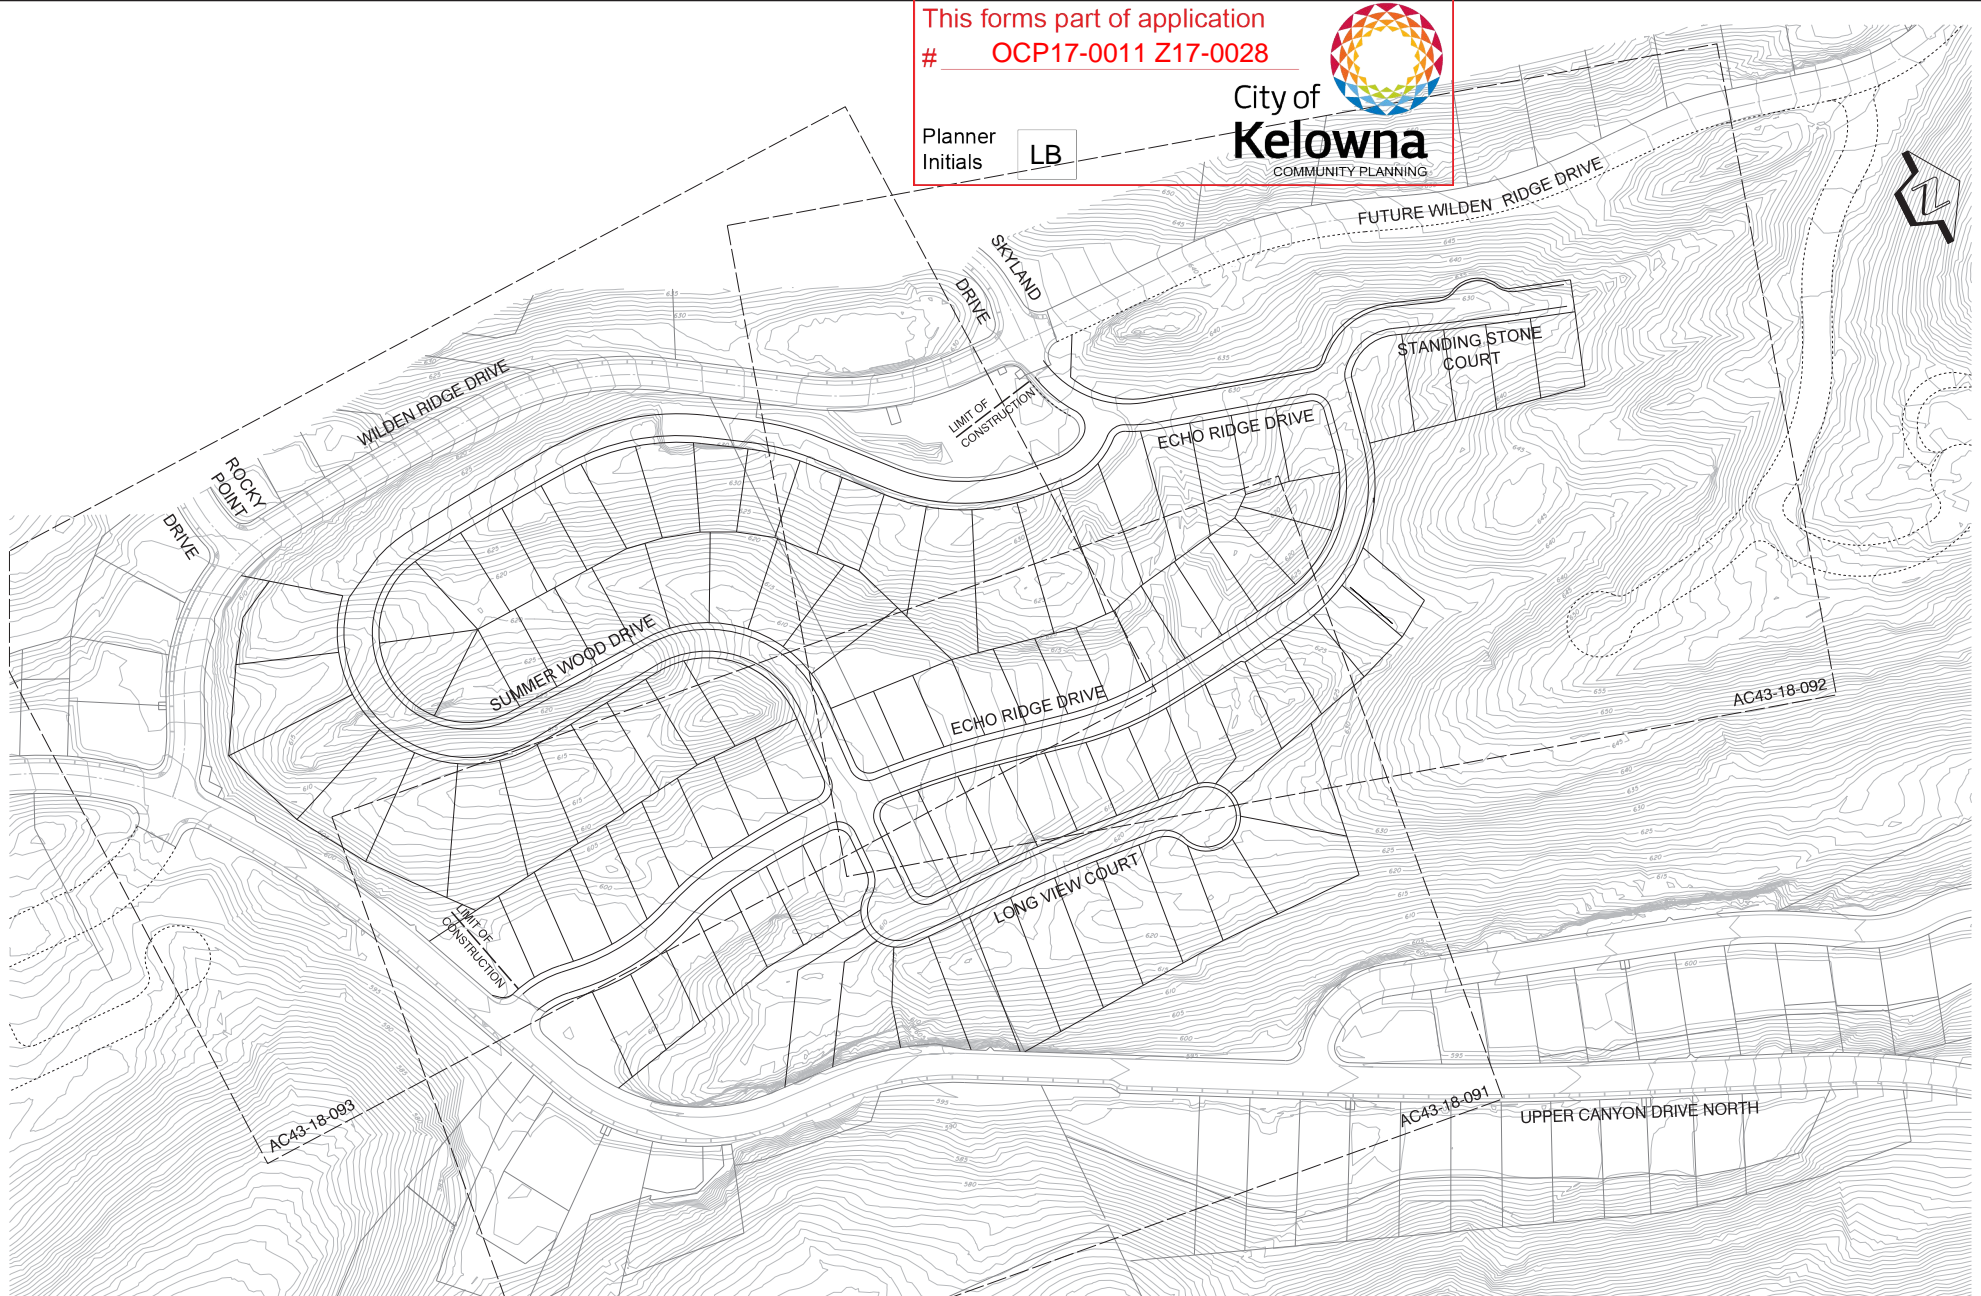 This forms part of application
# OCP17-0011 Z17-0028
City of
Kelowna
COMMUNITY PLANNING
Planner
Initials
LB
FUTURE WILDEN RIDGE DRIVE
SKYLAND
DRIVE
STANDING STONE
COURT
LIMIT OF
CONSTRUCTION
ECHO RIDGE DRIVE
WILDEN RIDGE DRIVE
ROCKY
POINT
DRIVE
SUMMER WOOD DRIVE
ECHO RIDGE DRIVE
AC43-18-092
LONG VIEW COURT
LIMIT OF
CONSTRUCTION
AC43-18-093
AC43-18-091
UPPER CANYON DRIVE NORTH